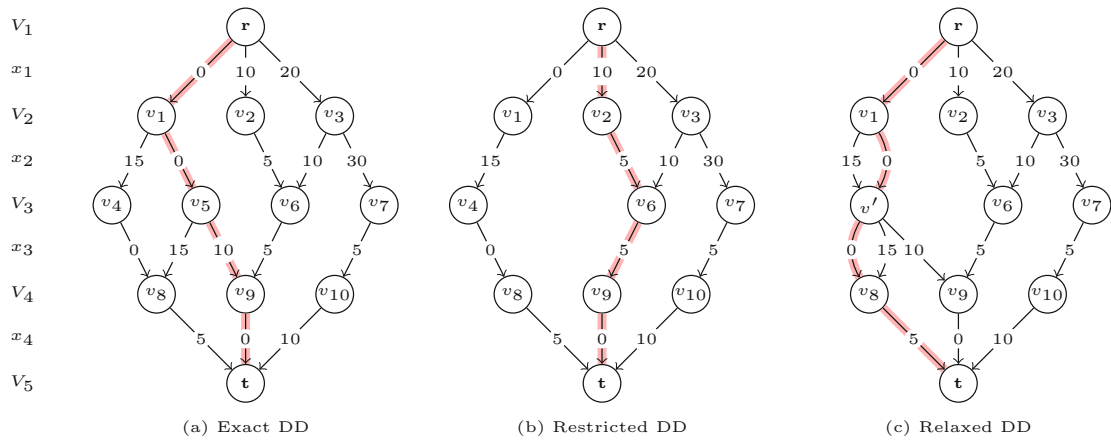 V1 r r r
x1 0 10 20 0 10 20 0 10 20
V2 v1 v2 v3 v1 v2 v3 v1 v2 v3
x2 15 0 5 10 30 15 5 10 30 15 0 5 10 30
V3 v4 v5 v6 v7 v4 v6 v7 v′ v6 v7
x3 0 15 10 5 5 0 5 5 0 15 10 5 5
V4 v8 v9 v10 v8 v9 v10 v8 v9 v10
x4 5 0 10 5 0 10 5 0 10
V5 t t t
(a) Exact DD (b) Restricted DD (c) Relaxed DD